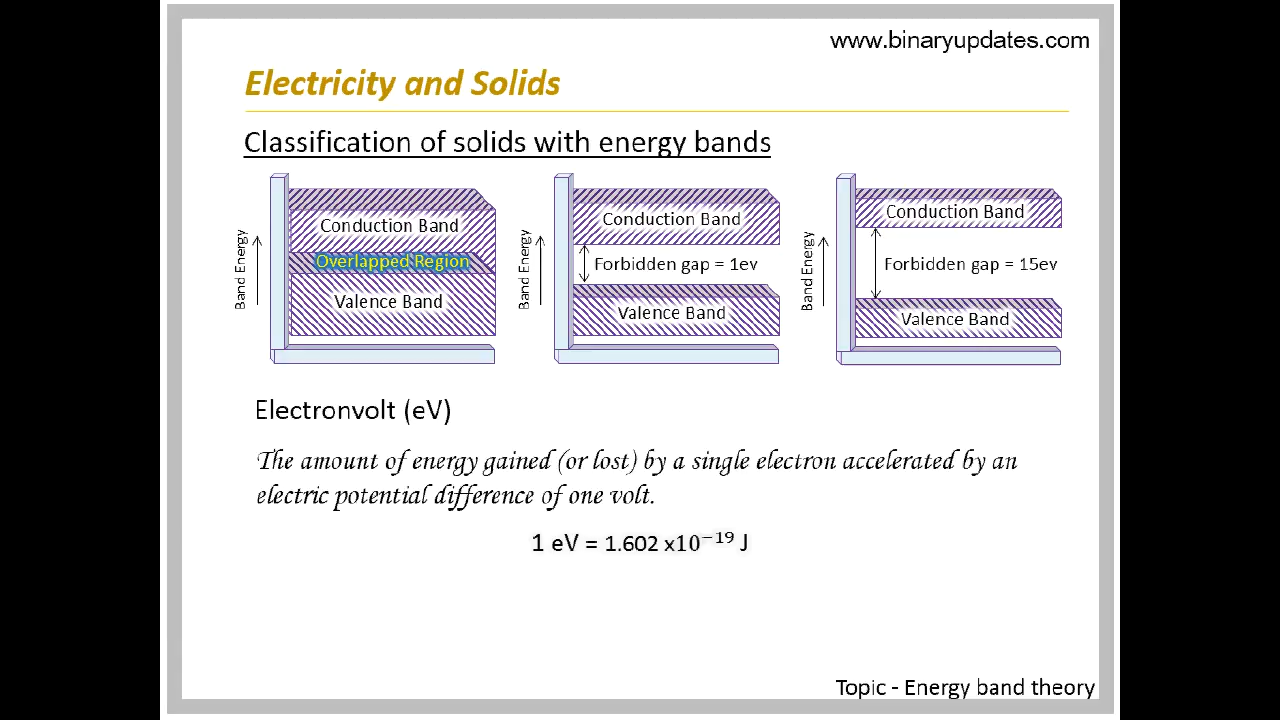 www.binaryupdates.com
Electricity and Solids
Classification of solids with energy bands
Band Energy
Conduction Band
Overlapped Region
Valence Band
Band Energy
Conduction Band
Forbidden gap = 1ev
Valence Band
Band Energy
Conduction Band
Forbidden gap = 15ev
Valence Band
Electronvolt (eV)
The amount of energy gained (or lost) by a single electron accelerated by an
electric potential difference of one volt.
1 eV = 1.602 x10⁻¹⁹ J
Topic - Energy band theory